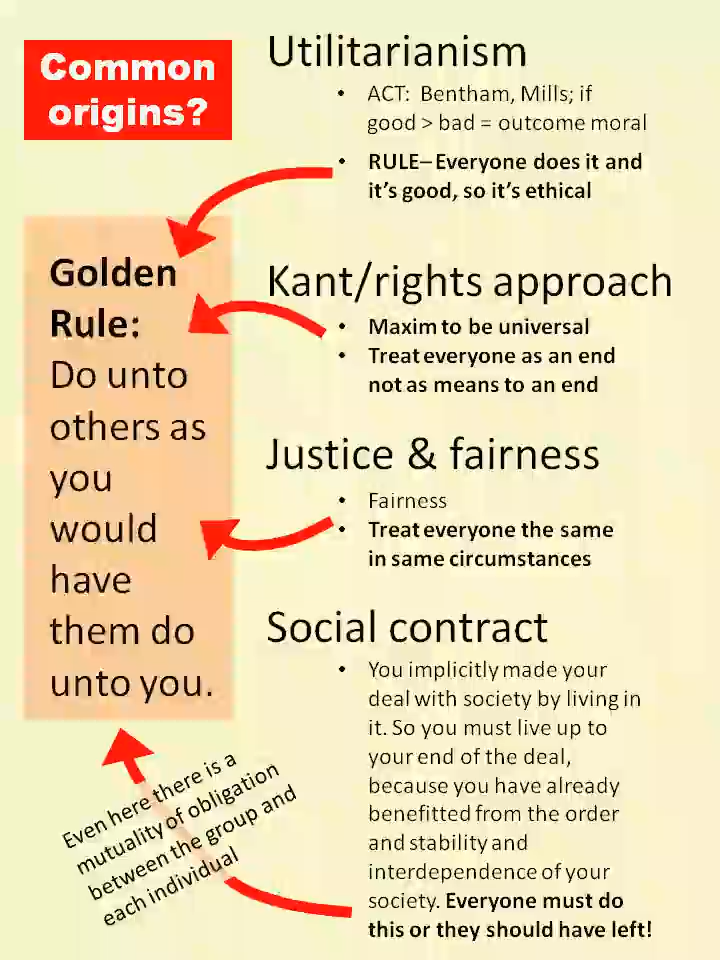 Common
origins?
Utilitarianism
• ACT: Bentham, Mills; if
good > bad = outcome moral
• RULE–Everyone does it and
it's good, so it's ethical
Golden
Rule:
Do unto
others as
you
would
have
them do
unto you.
Kant/rights approach
• Maxim to be universal
• Treat everyone as an end
not as means to an end
Justice & fairness
• Fairness
• Treat everyone the same
in same circumstances
Social contract
• You implicitly made your
deal with society by living in
it. So you must live up to
your end of the deal,
because you have already
benefitted from the order
and stability and
interdependence of your
society. Everyone must do
this or they should have left!
Even here there is a
mutuality of obligation
between the group and
each individual